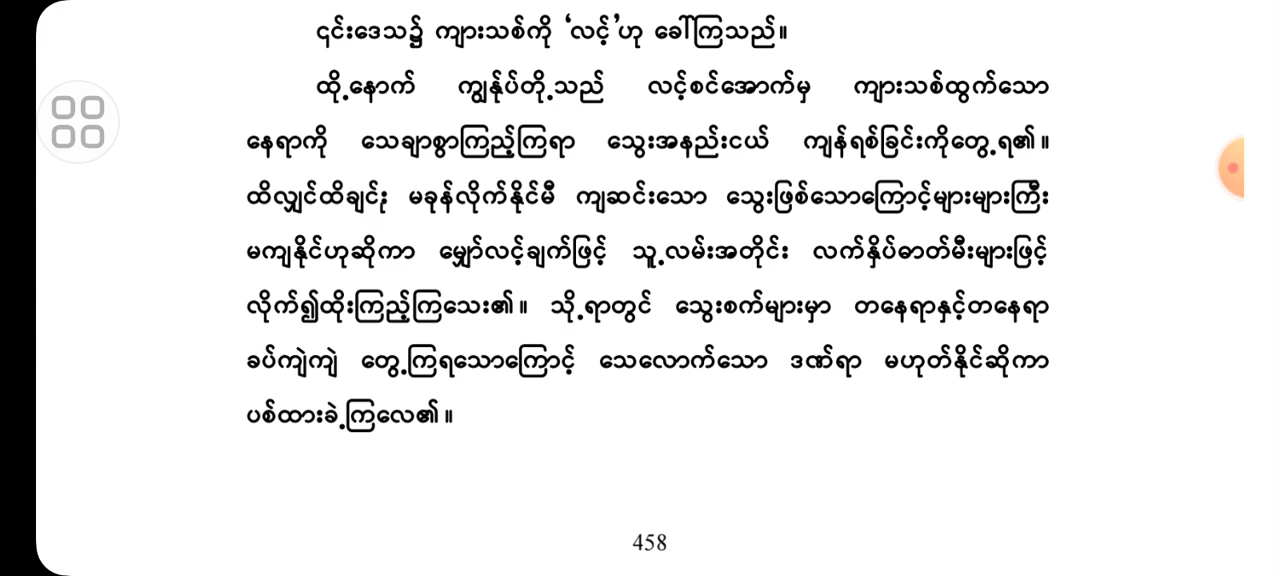 ၎င်းဒေသ၌ ကျားသစ်ကို ‘လင့်’ဟု ခေါ်ကြသည်။
ထို့နောက် ကျွန်ုပ်တို့သည် လင့်စင်အောက်မှ ကျားသစ်ထွက်သော
နေရာကို သေချာစွာကြည့်ကြရာ သွေးအနည်းငယ် ကျန်ရစ်ခြင်းကိုတွေ့ရ၏။
ထိလျှင်ထိချင်း မခုန်လိုက်နိုင်မီ ကျဆင်းသော သွေးဖြစ်သောကြောင့်များများကြီး
မကျနိုင်ဟုဆိုကာ မျှော်လင့်ချက်ဖြင့် သူ့လမ်းအတိုင်း လက်နှိပ်ဓာတ်မီးများဖြင့်
လိုက်၍ထိုးကြည့်ကြသေး၏။ သို့ရာတွင် သွေးစက်များမှာ တနေရာနှင့်တနေရာ
ခပ်ကျဲကျဲ တွေ့ကြရသောကြောင့် သေလောက်သော ဒဏ်ရာ မဟုတ်နိုင်ဆိုကာ
ပစ်ထားခဲ့ကြလေ၏။
458